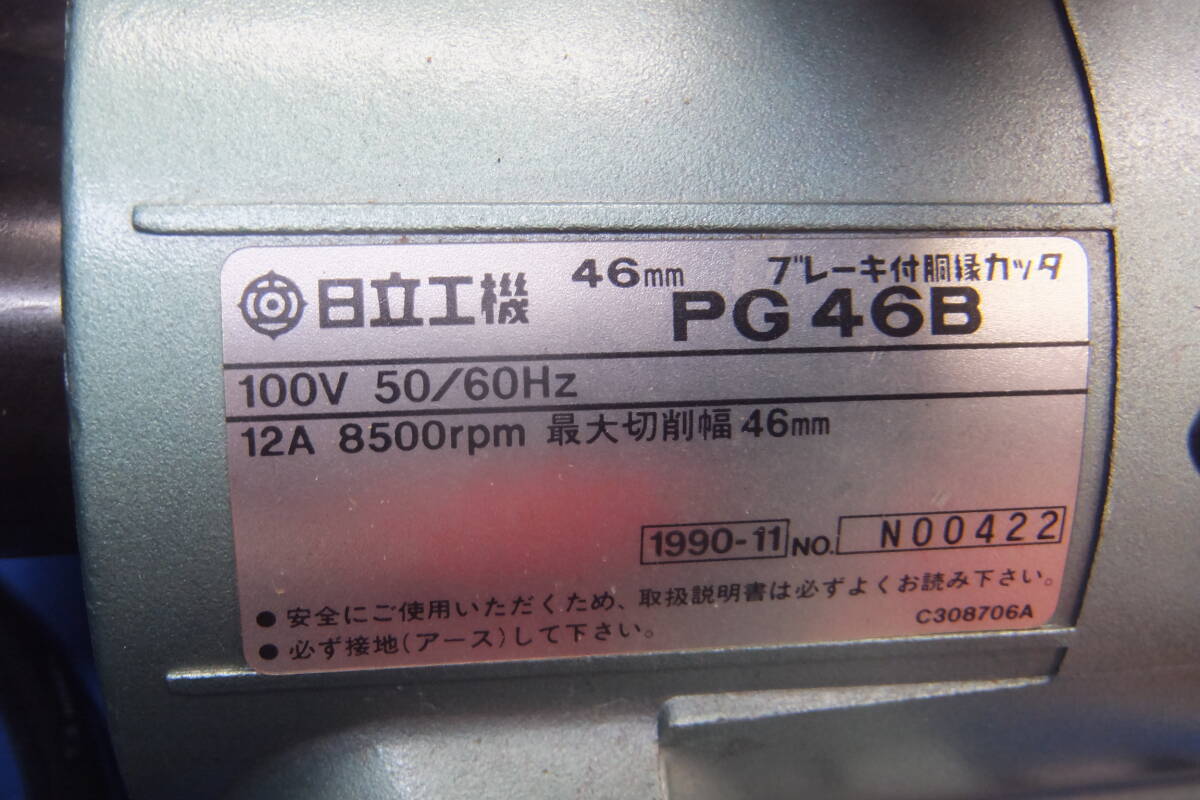 日立工機 46mm ブレーキ付胴縁カッタ
PG 46B
100V 50/60Hz
12A 8500rpm 最大切削幅 46mm
1990-11 NO. N00422
● 安全にご使用いただくため、取扱説明書は必ずよくお読み下さい。
● 必ず接地(アース)して下さい。
C308706A